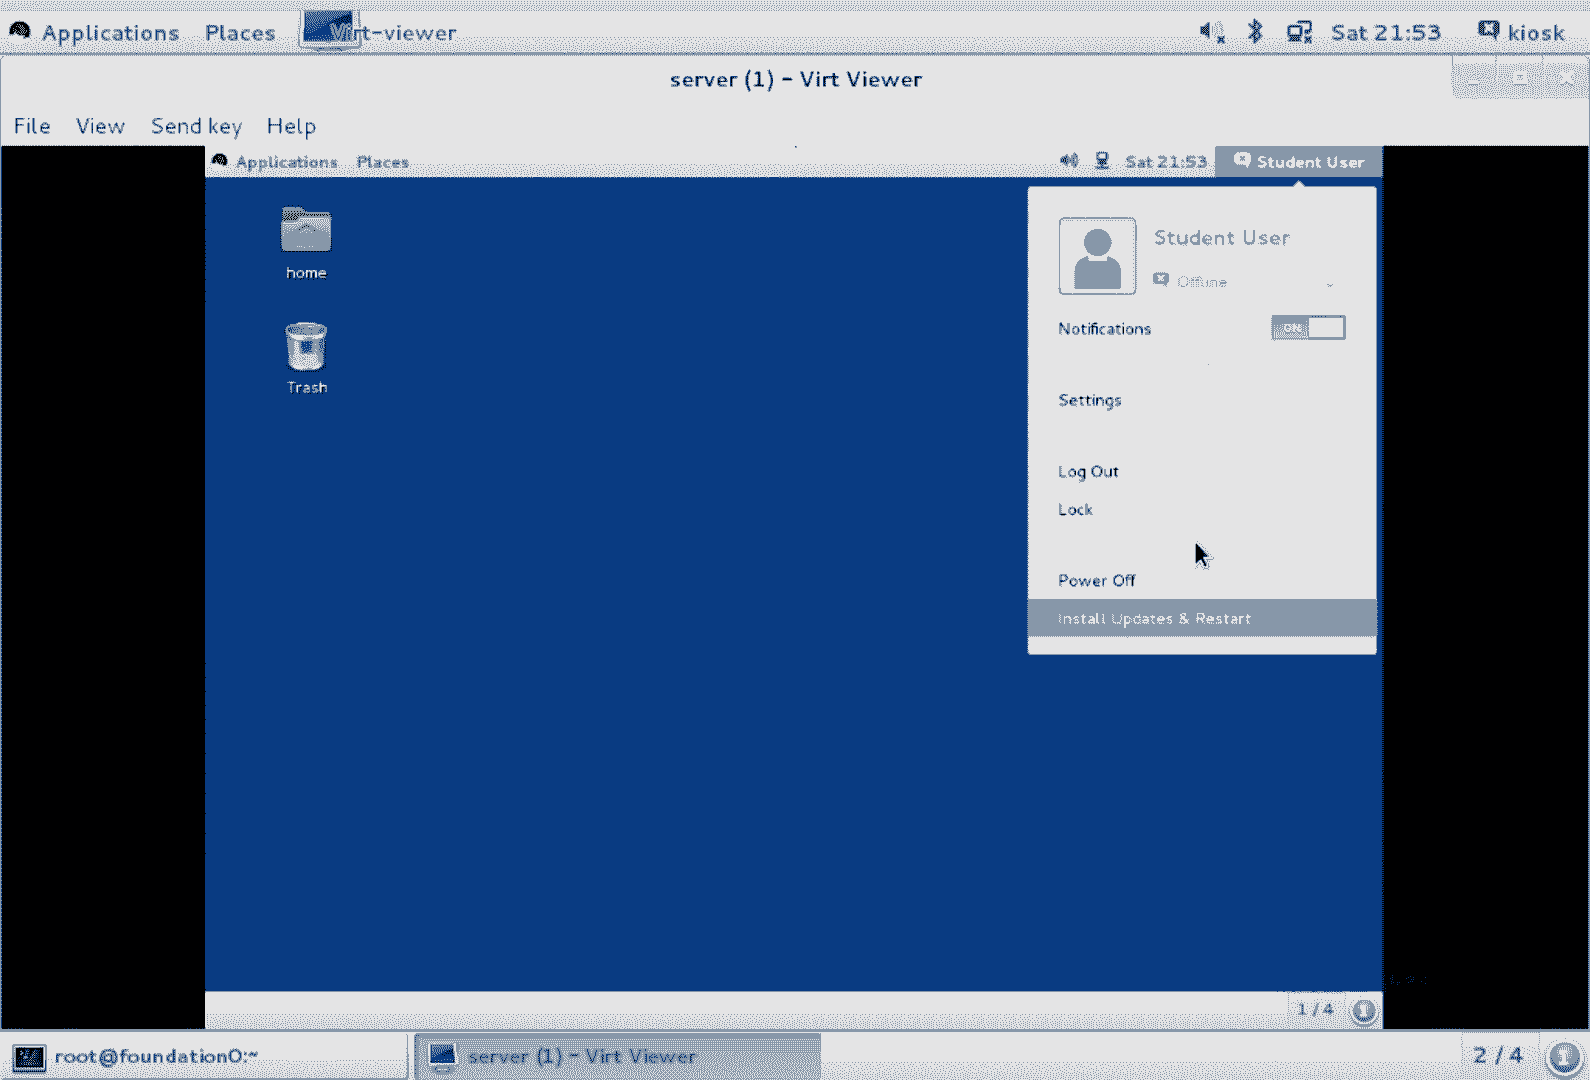 Applications Places Virt-viewer Sat 21:53 kiosk
server (1) - Virt Viewer
File View Send key Help
Applications Places Sat 21:53 Student User
Student User
Offline
Notifications ON
Settings
Log Out
Lock
Power Off
Install Updates & Restart
home
Trash
1 / 4
root@foundation0:~ server (1) - Virt Viewer 2 / 4